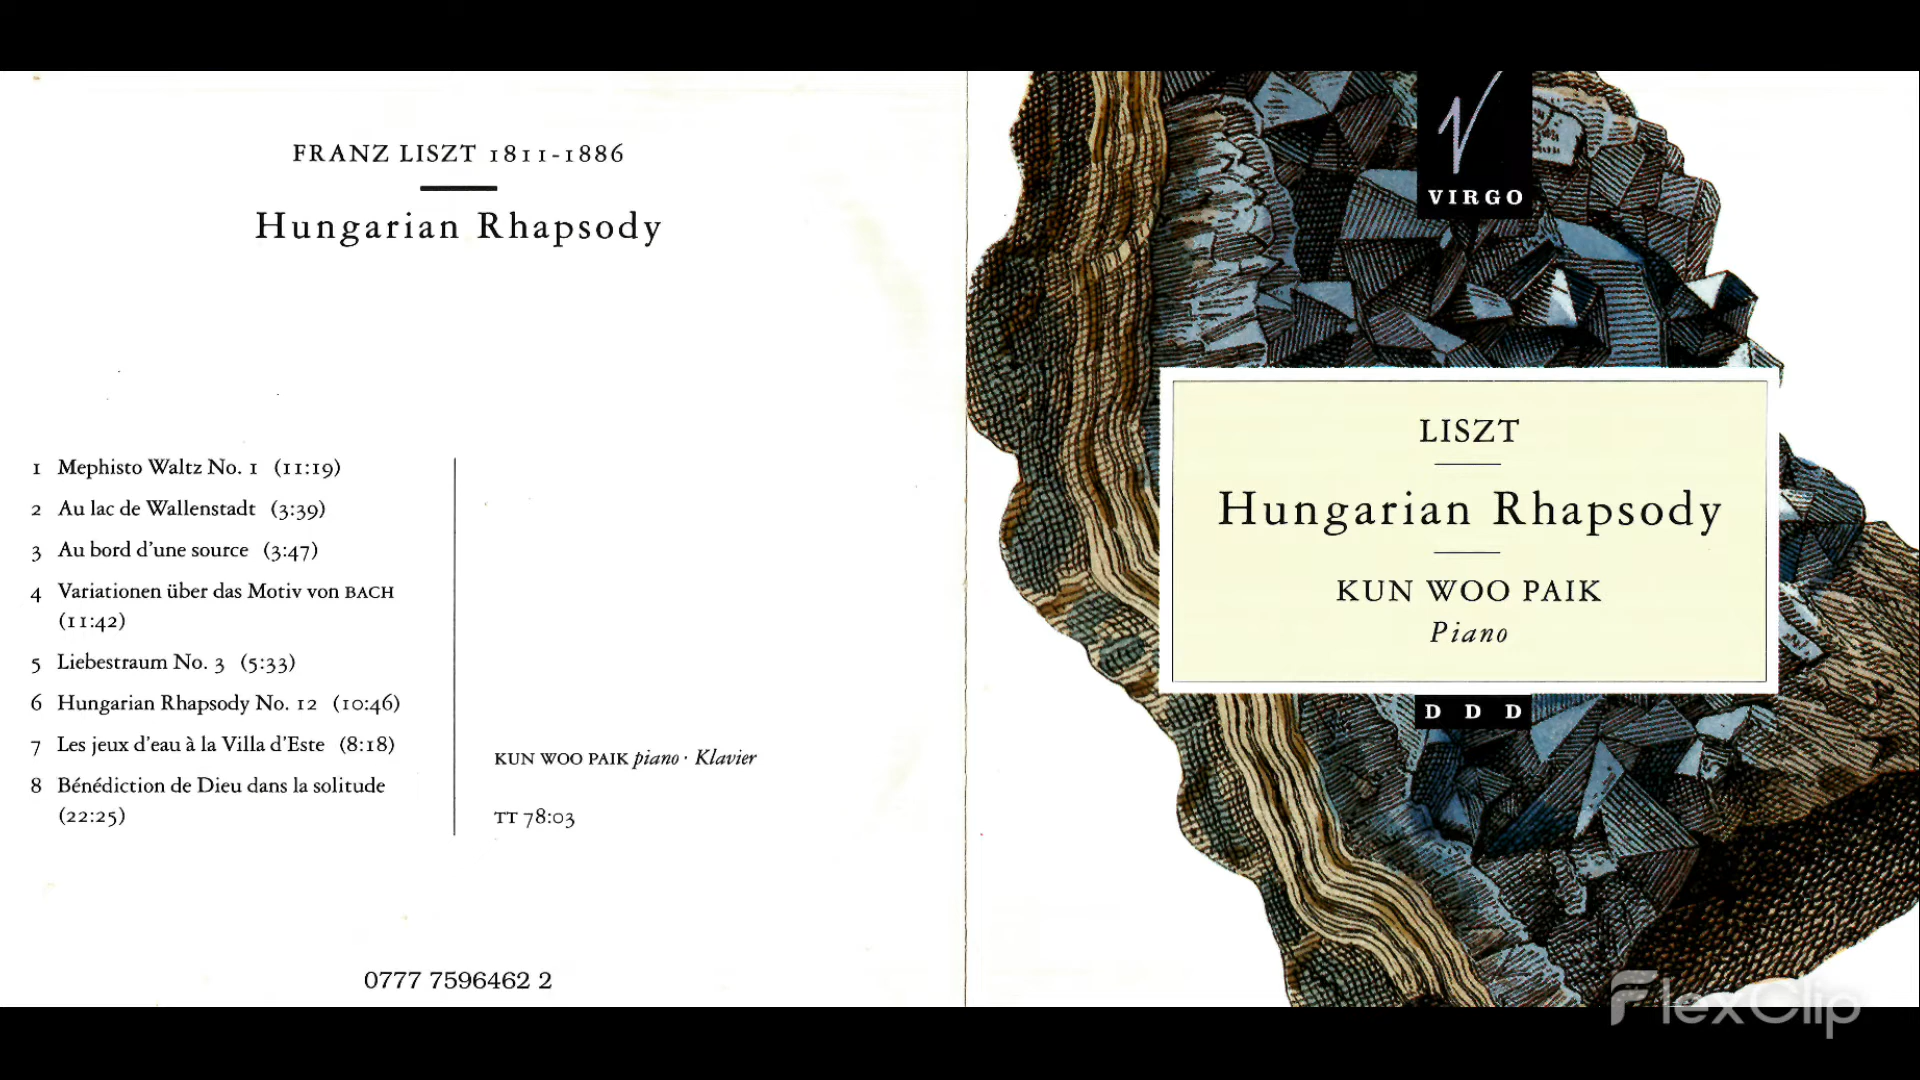 FRANZ LISZT 1811-1886
Hungarian Rhapsody
1 Mephisto Waltz No. 1 (11:19)
2 Au lac de Wallenstadt (3:39)
3 Au bord d'une source (3:47)
4 Variationen über das Motiv von BACH
(11:42)
5 Liebestraum No. 3 (5:33)
6 Hungarian Rhapsody No. 12 (10:46)
7 Les jeux d'eau à la Villa d'Este (8:18)
8 Bénédiction de Dieu dans la solitude
(22:25)
KUN WOO PAIK piano · Klavier
TT 78:03
0777 7596462 2
V
VIRGO
LISZT
Hungarian Rhapsody
KUN WOO PAIK
Piano
D D D
FlexClip